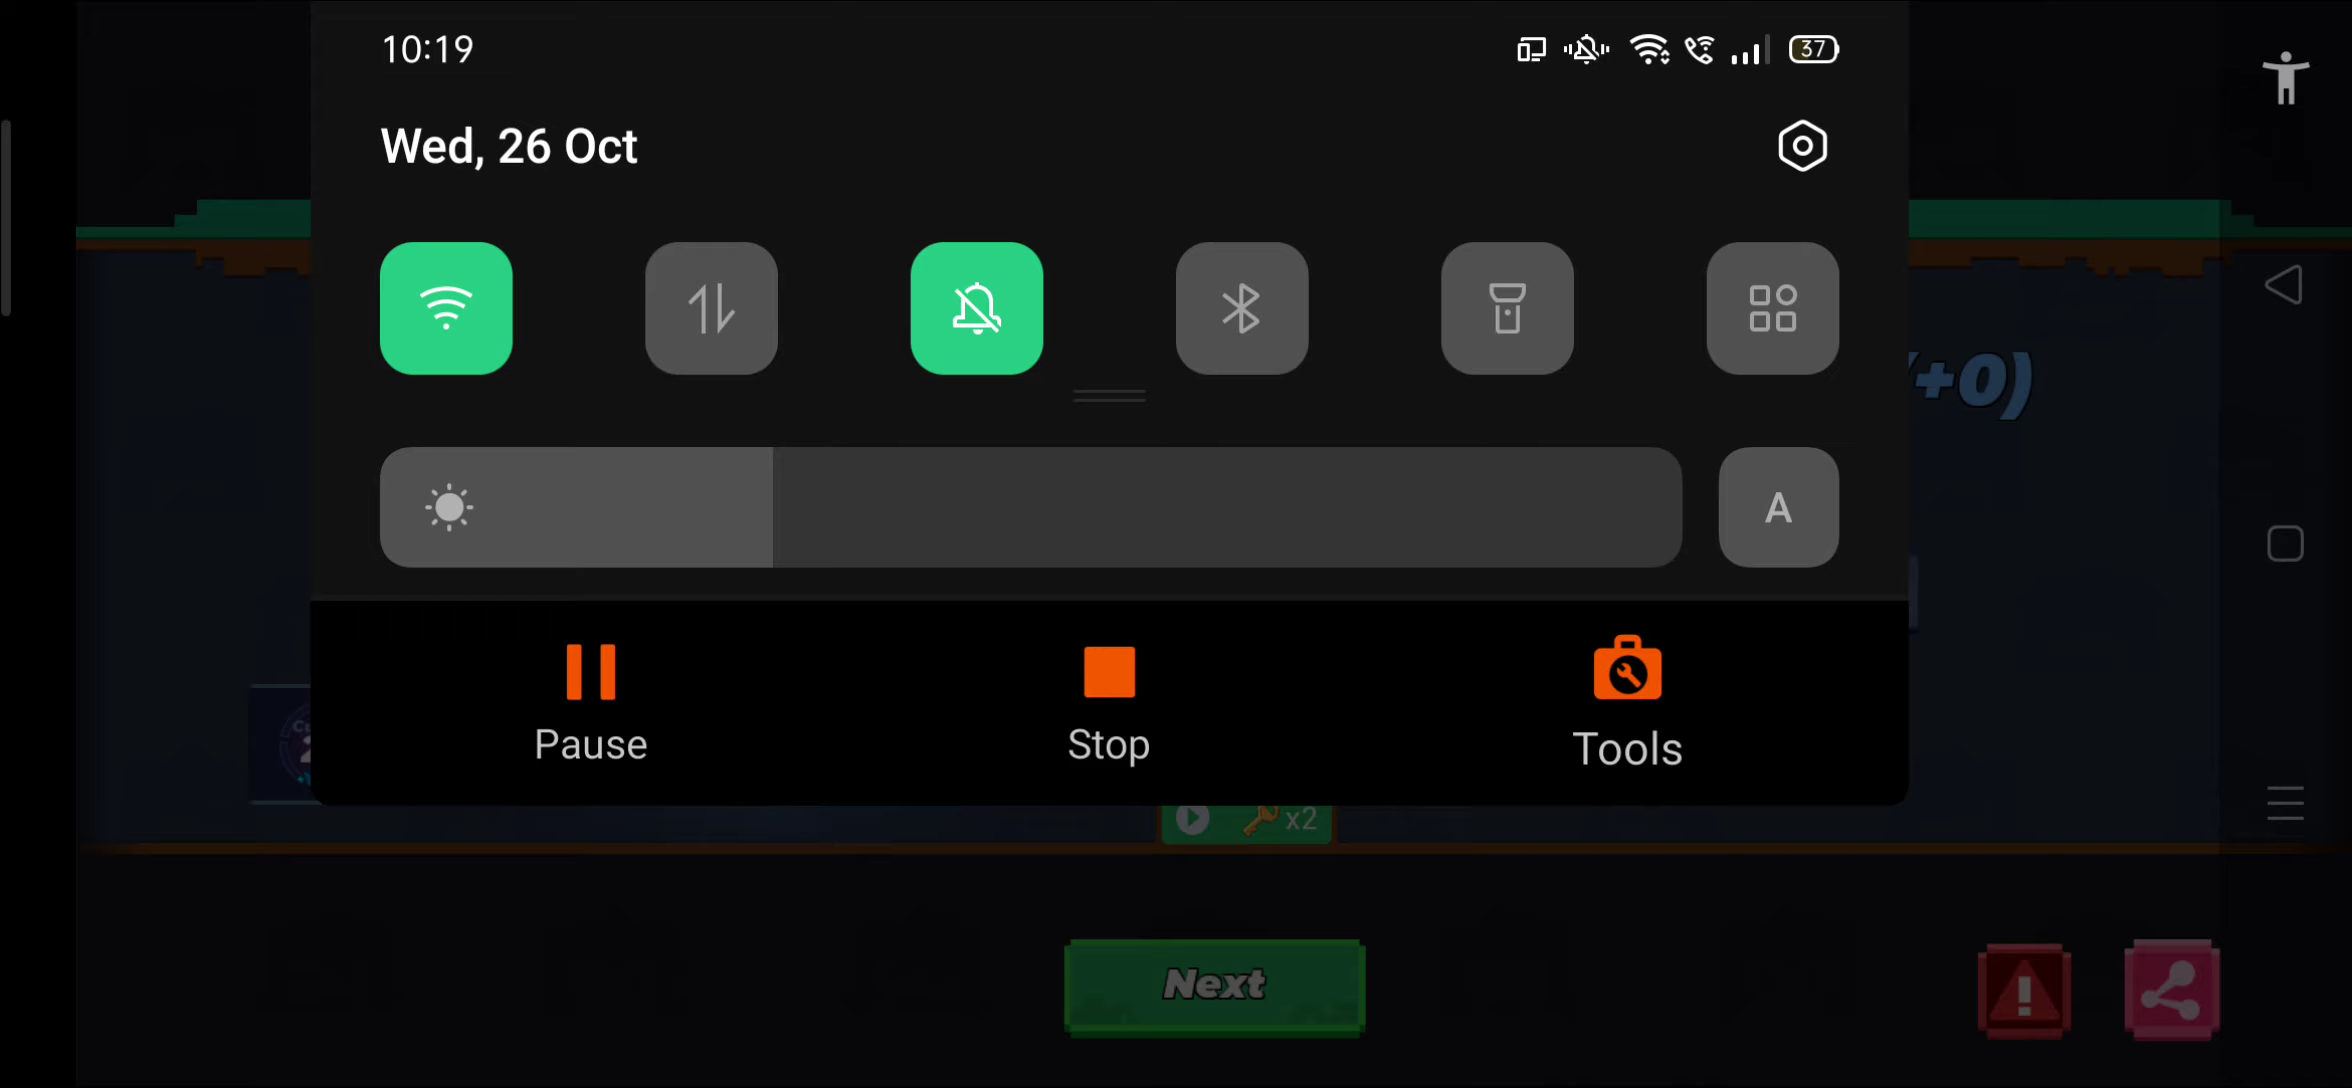 10:19
37
Wed, 26 Oct
+0)
A
Pause
Stop
Tools
x2
Next